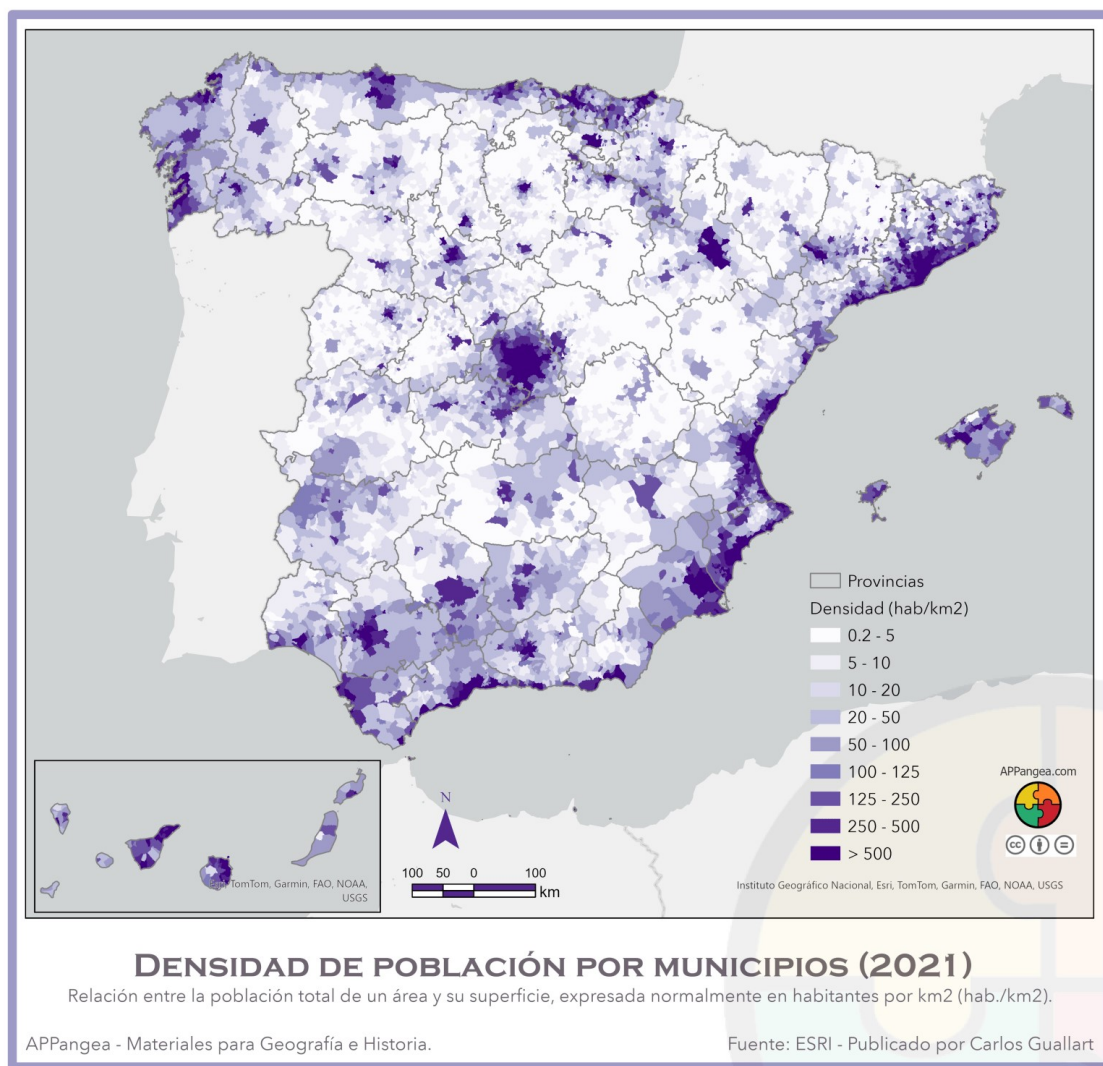 Provincias
Densidad (hab/km2)
0.2 - 5
5 - 10
10 - 20
20 - 50
50 - 100
100 - 125
125 - 250
250 - 500
> 500
APPangea.com
cc
Instituto Geográfico Nacional, Esri, TomTom, Garmin, FAO, NOAA, USGS
N
100 50 0 100
km
TomTom, Garmin, FAO, NOAA,
USGS
DENSIDAD DE POBLACIÓN POR MUNICIPIOS (2021)
Relación entre la población total de un área y su superficie, expresada normalmente en habitantes por km2 (hab./km2).
APPangea - Materiales para Geografía e Historia.
Fuente: ESRI - Publicado por Carlos Guallart